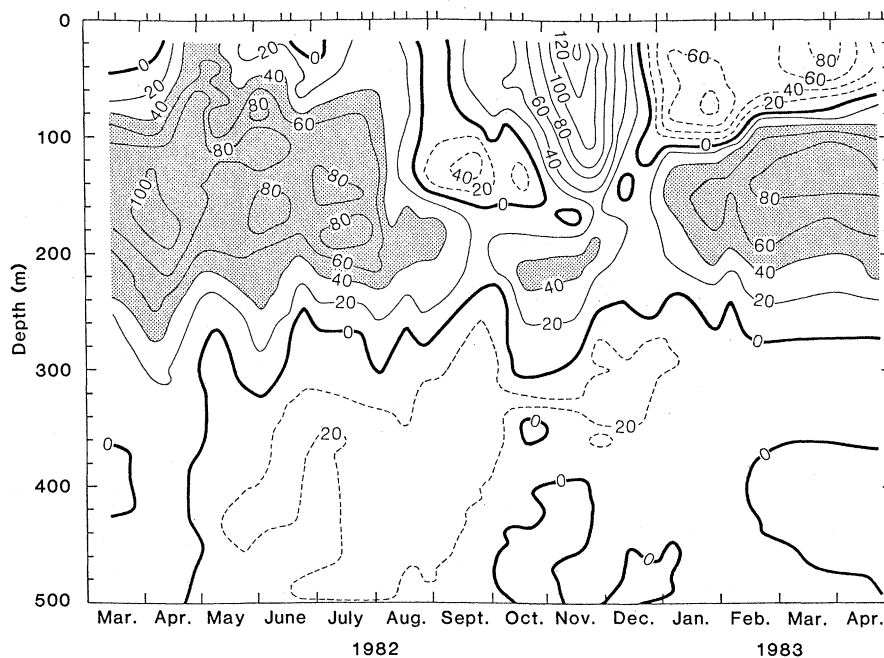 0
100
200
300
400
500
Depth (m)
0 20 0 120 60
20 40 80
40 80 60 100 60 60
80 80 40 20 40 20
100 80 40 20 0 0 80
80 80 60
60 40 40
40 20 20
20 0 0
20 0 20
0 0
0
Mar. Apr. May June July Aug. Sept. Oct. Nov. Dec. Jan. Feb. Mar. Apr.
1982 1983